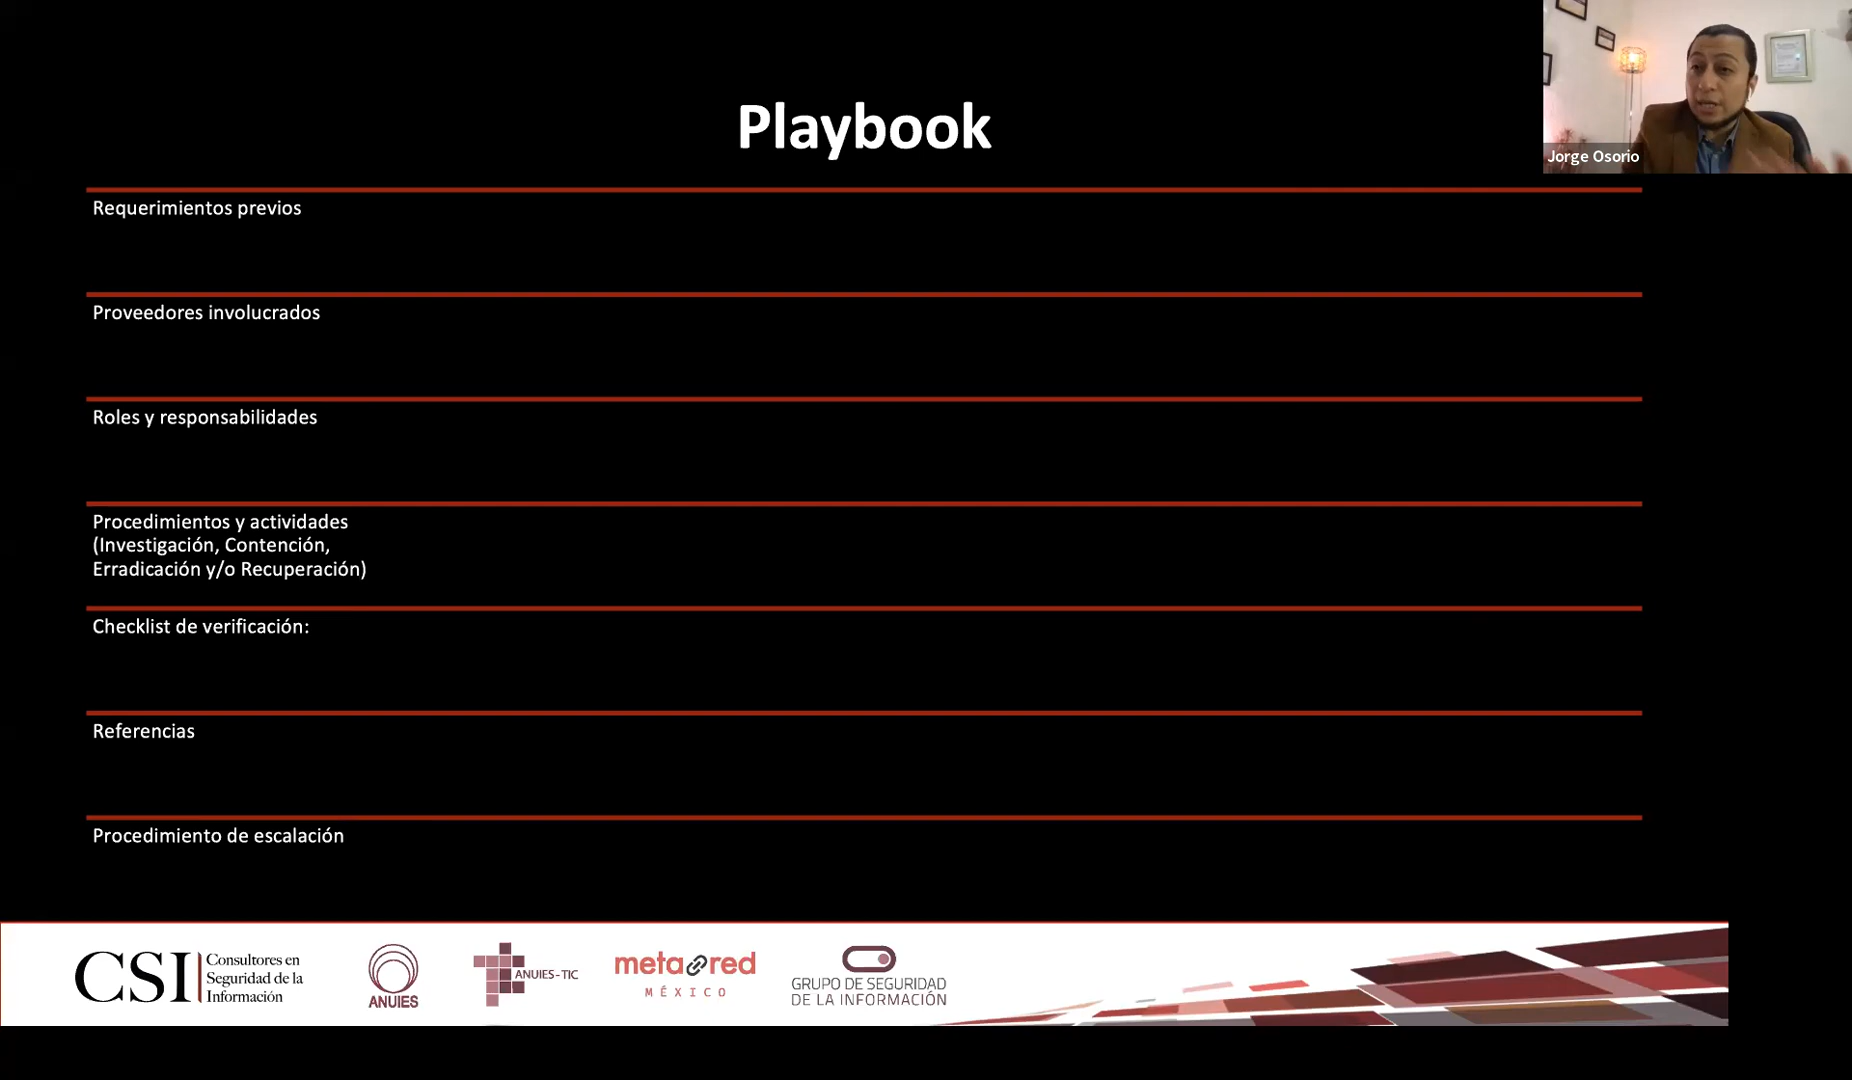 Playbook
Jorge Osorio
Requerimientos previos
Proveedores involucrados
Roles y responsabilidades
Procedimientos y actividades
(Investigación, Contención,
Erradicación y/o Recuperación)
Checklist de verificación:
Referencias
Procedimiento de escalación
CSI
Consultores en
Seguridad de la
Información
ANUIES
ANUIES-TIC
metared
MÉXICO
GRUPO DE SEGURIDAD
DE LA INFORMACIÓN